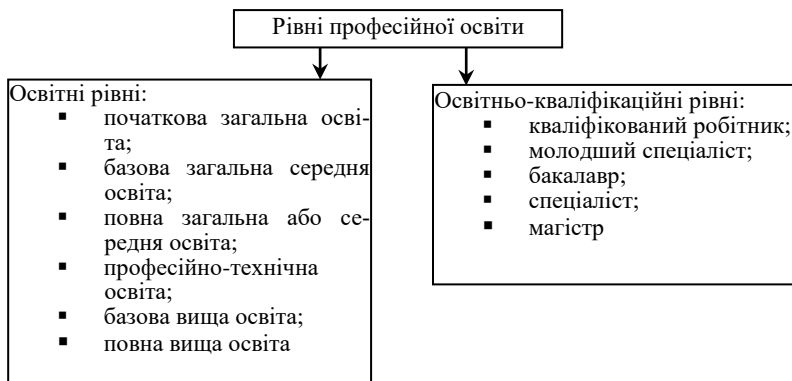 Рівні професійної освіти
Освітні рівні:
▪ початкова загальна осві-
та;
▪ базова загальна середня
освіта;
▪ повна загальна або се-
редня освіта;
▪ професійно-технічна
освіта;
▪ базова вища освіта;
▪ повна вища освіта
Освітньо-кваліфікаційні рівні:
▪ кваліфікований робітник;
▪ молодший спеціаліст;
▪ бакалавр;
▪ спеціаліст;
▪ магістр